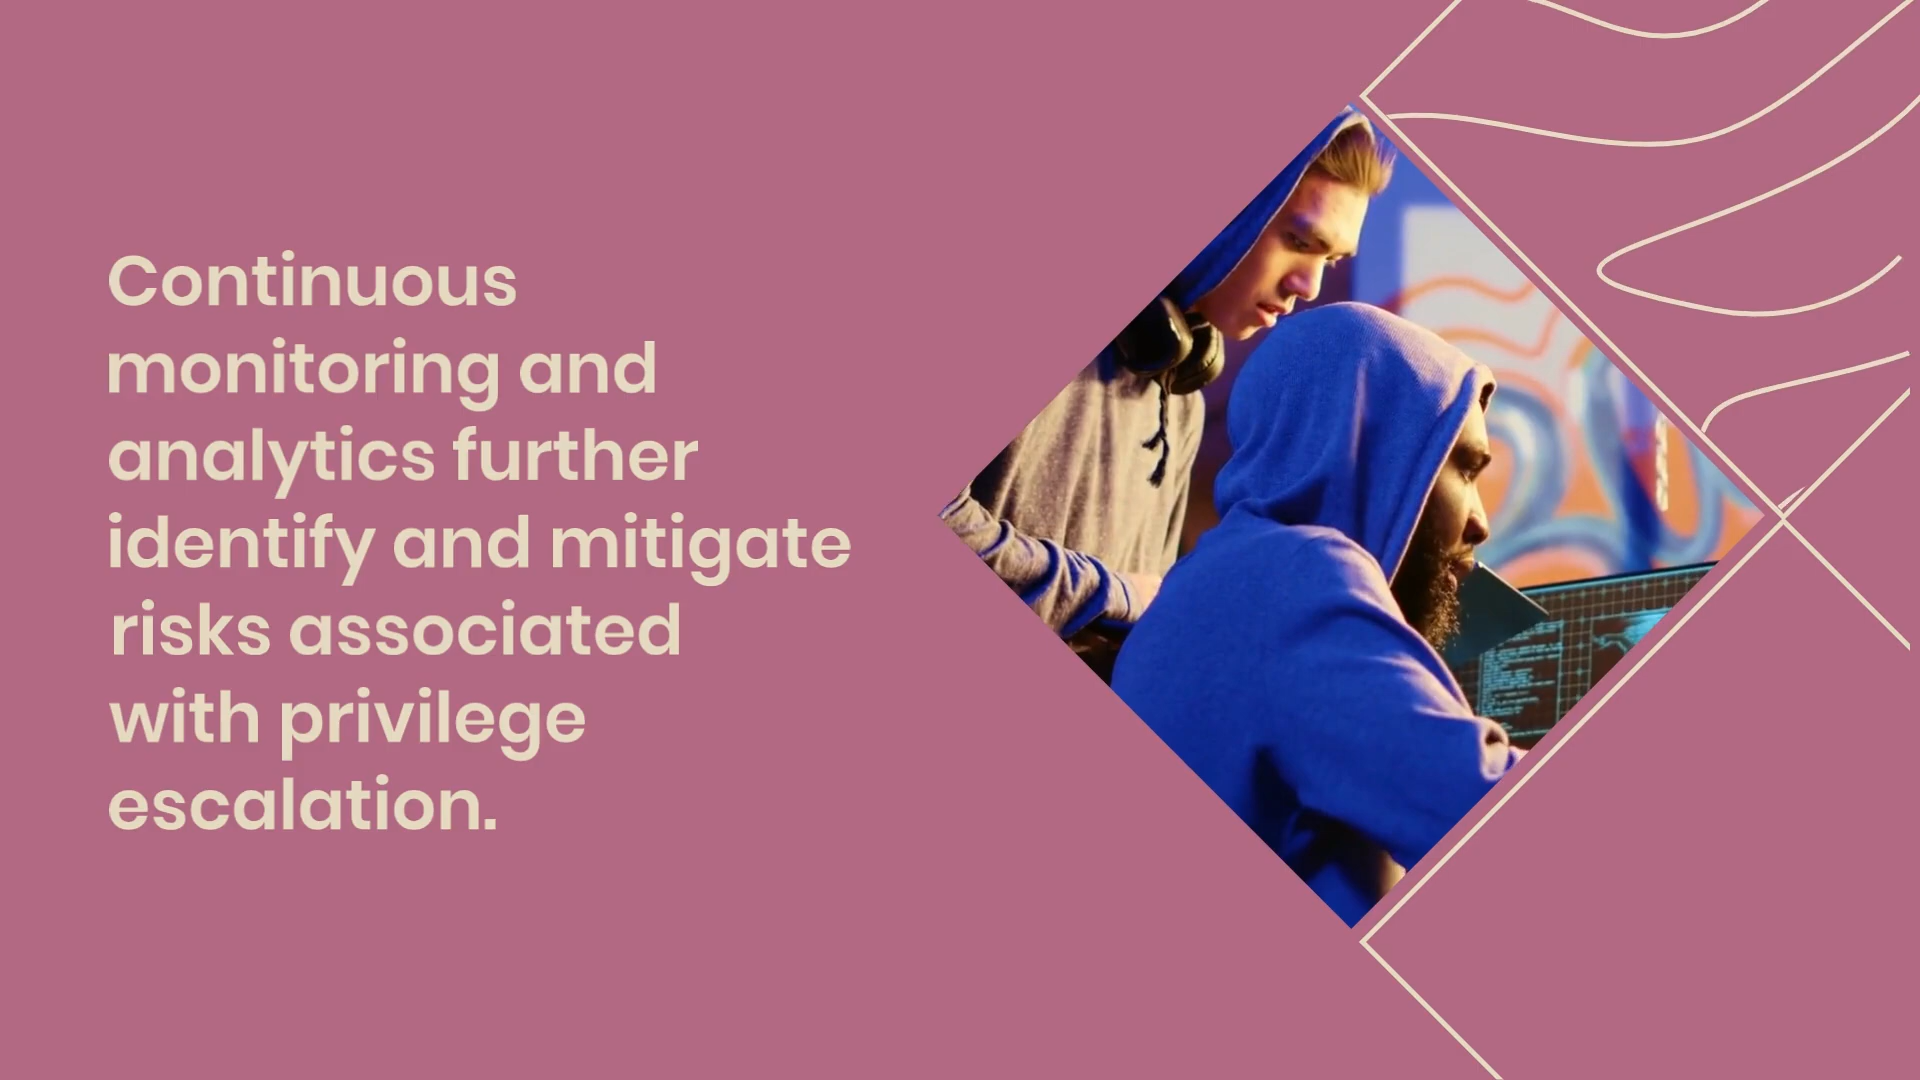 Continuous
monitoring and
analytics further
identify and mitigate
risks associated
with privilege
escalation.